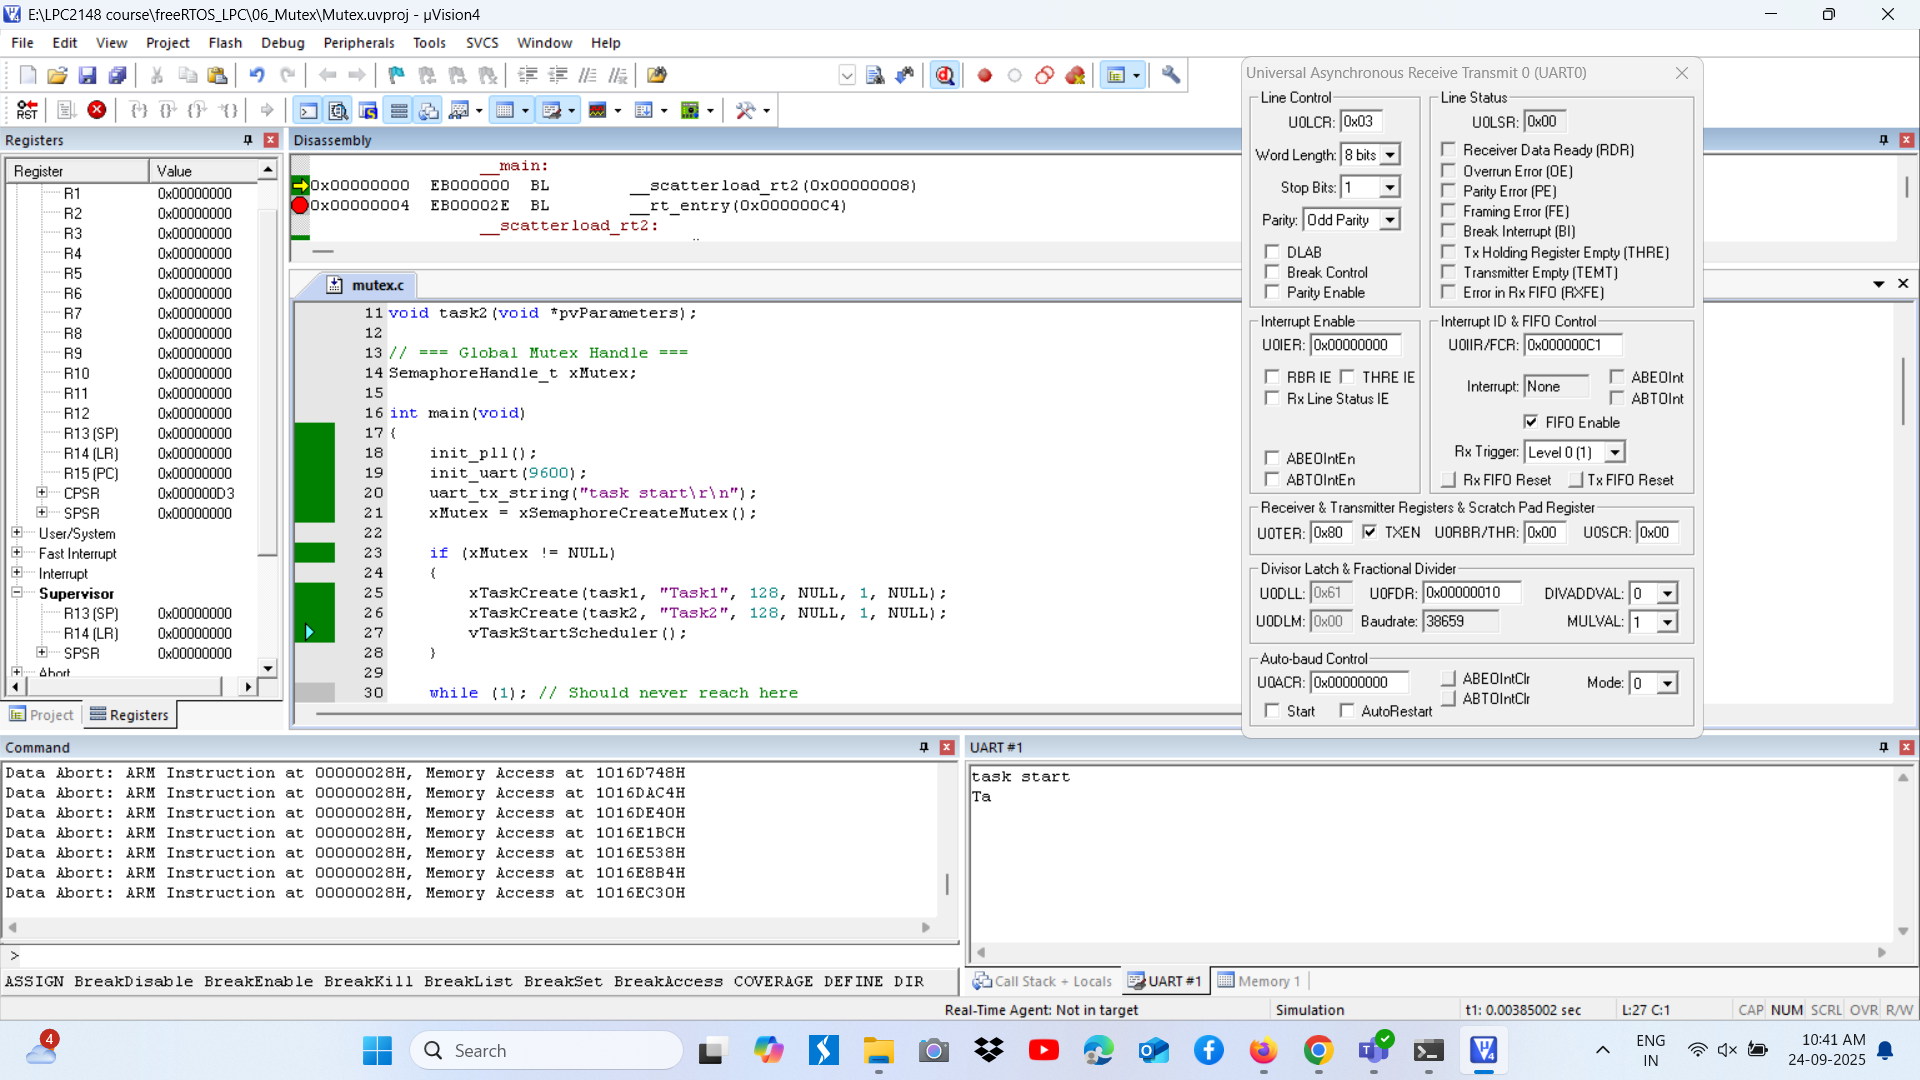 E:\LPC2148 course\freeRTOS_LPC\06_Mutex\Mutex.uvproj - µVision4
File Edit View Project Flash Debug Peripherals Tools SVCS Window Help
Registers
Register Value
R1 0x00000000
R2 0x00000000
R3 0x00000000
R4 0x00000000
R5 0x00000000
R6 0x00000000
R7 0x00000000
R8 0x00000000
R9 0x00000000
R10 0x00000000
R11 0x00000000
R12 0x00000000
R13 (SP) 0x00000000
R14 (LR) 0x00000000
R15 (PC) 0x00000000
CPSR 0x000000D3
SPSR 0x00000000
User/System
Fast Interrupt
Interrupt
Supervisor
R13 (SP) 0x00000000
R14 (LR) 0x00000000
SPSR 0x00000000
Abort
Project Registers
Disassembly
__main:
0x00000000 EB000000 BL __scatterload_rt2(0x00000008)
0x00000004 EB00002E BL __rt_entry(0x000000C4)
__scatterload_rt2:
mutex.c
11 void task2(void *pvParameters);
12
13 // === Global Mutex Handle ===
14 SemaphoreHandle_t xMutex;
15
16 int main(void)
17 {
18 init_pll();
19 init_uart(9600);
20 uart_tx_string("task start\r\n");
21 xMutex = xSemaphoreCreateMutex();
22
23 if (xMutex != NULL)
24 {
25 xTaskCreate(task1, "Task1", 128, NULL, 1, NULL);
26 xTaskCreate(task2, "Task2", 128, NULL, 1, NULL);
27 vTaskStartScheduler();
28 }
29
30 while (1); // Should never reach here
Universal Asynchronous Receive Transmit 0 (UART0)
Line Control
U0LCR: 0x03
Word Length: 8 bits
Stop Bits: 1
Parity: Odd Parity
DLAB
Break Control
Parity Enable
Line Status
U0LSR: 0x00
Receiver Data Ready (RDR)
Overrun Error (OE)
Parity Error (PE)
Framing Error (FE)
Break Interrupt (BI)
Tx Holding Register Empty (THRE)
Transmitter Empty (TEMT)
Error in Rx FIFO (RXFE)
Interrupt Enable
U0IER: 0x00000000
RBR IE THRE IE
Rx Line Status IE
ABEOIntEn
ABTOIntEn
Interrupt ID & FIFO Control
U0IIR/FCR: 0x000000C1
Interrupt: None ABEOInt
ABTOInt
FIFO Enable
Rx Trigger: Level 0 (1)
Rx FIFO Reset Tx FIFO Reset
Receiver & Transmitter Registers & Scratch Pad Register
U0TER: 0x80 TXEN U0RBR/THR: 0x00 U0SCR: 0x00
Divisor Latch & Fractional Divider
U0DLL: 0x61 U0FDR: 0x00000010 DIVADDVAL: 0
U0DLM: 0x00 Baudrate: 38659 MULVAL: 1
Auto-baud Control
U0ACR: 0x00000000 ABEOIntClr Mode: 0
ABTOIntClr
Start AutoRestart
Command
Data Abort: ARM Instruction at 00000028H, Memory Access at 1016D748H
Data Abort: ARM Instruction at 00000028H, Memory Access at 1016DAC4H
Data Abort: ARM Instruction at 00000028H, Memory Access at 1016DE40H
Data Abort: ARM Instruction at 00000028H, Memory Access at 1016E1BCH
Data Abort: ARM Instruction at 00000028H, Memory Access at 1016E538H
Data Abort: ARM Instruction at 00000028H, Memory Access at 1016E8B4H
Data Abort: ARM Instruction at 00000028H, Memory Access at 1016EC30H
>
ASSIGN BreakDisable BreakEnable BreakKill BreakList BreakSet BreakAccess COVERAGE DEFINE DIR
UART #1
task start
Ta
Call Stack + Locals UART #1 Memory 1
Real-Time Agent: Not in target Simulation t1: 0.00385002 sec L:27 C:1 CAP NUM SCRL OVR R/W
4
Search
ENG
IN
10:41 AM
24-09-2025